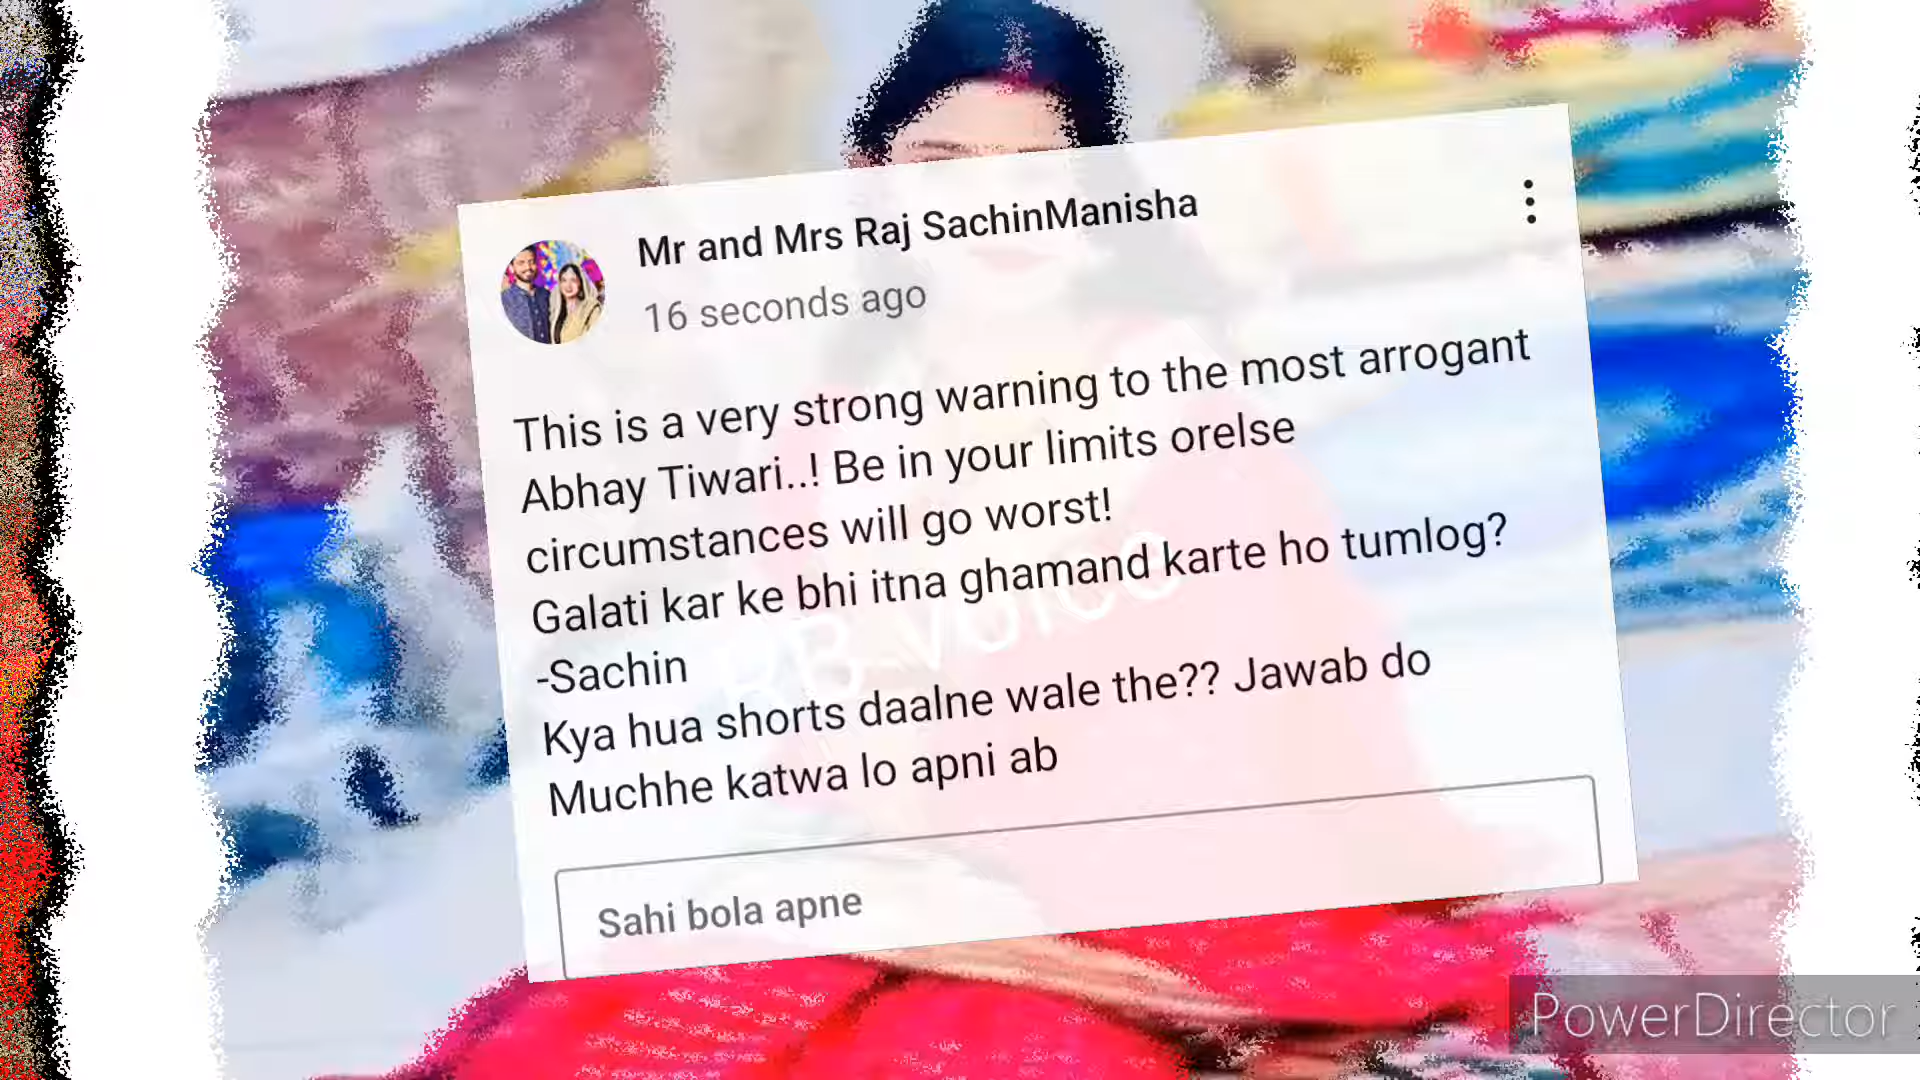 Mr and Mrs Raj SachinManisha
16 seconds ago
This is a very strong warning to the most arrogant
Abhay Tiwari..! Be in your limits orelse
circumstances will go worst!
Galati kar ke bhi itna ghamand karte ho tumlog?
-Sachin
Kya hua shorts daalne wale the?? Jawab do
Muchhe katwa lo apni ab
Sahi bola apne
RB-voice
PowerDirector